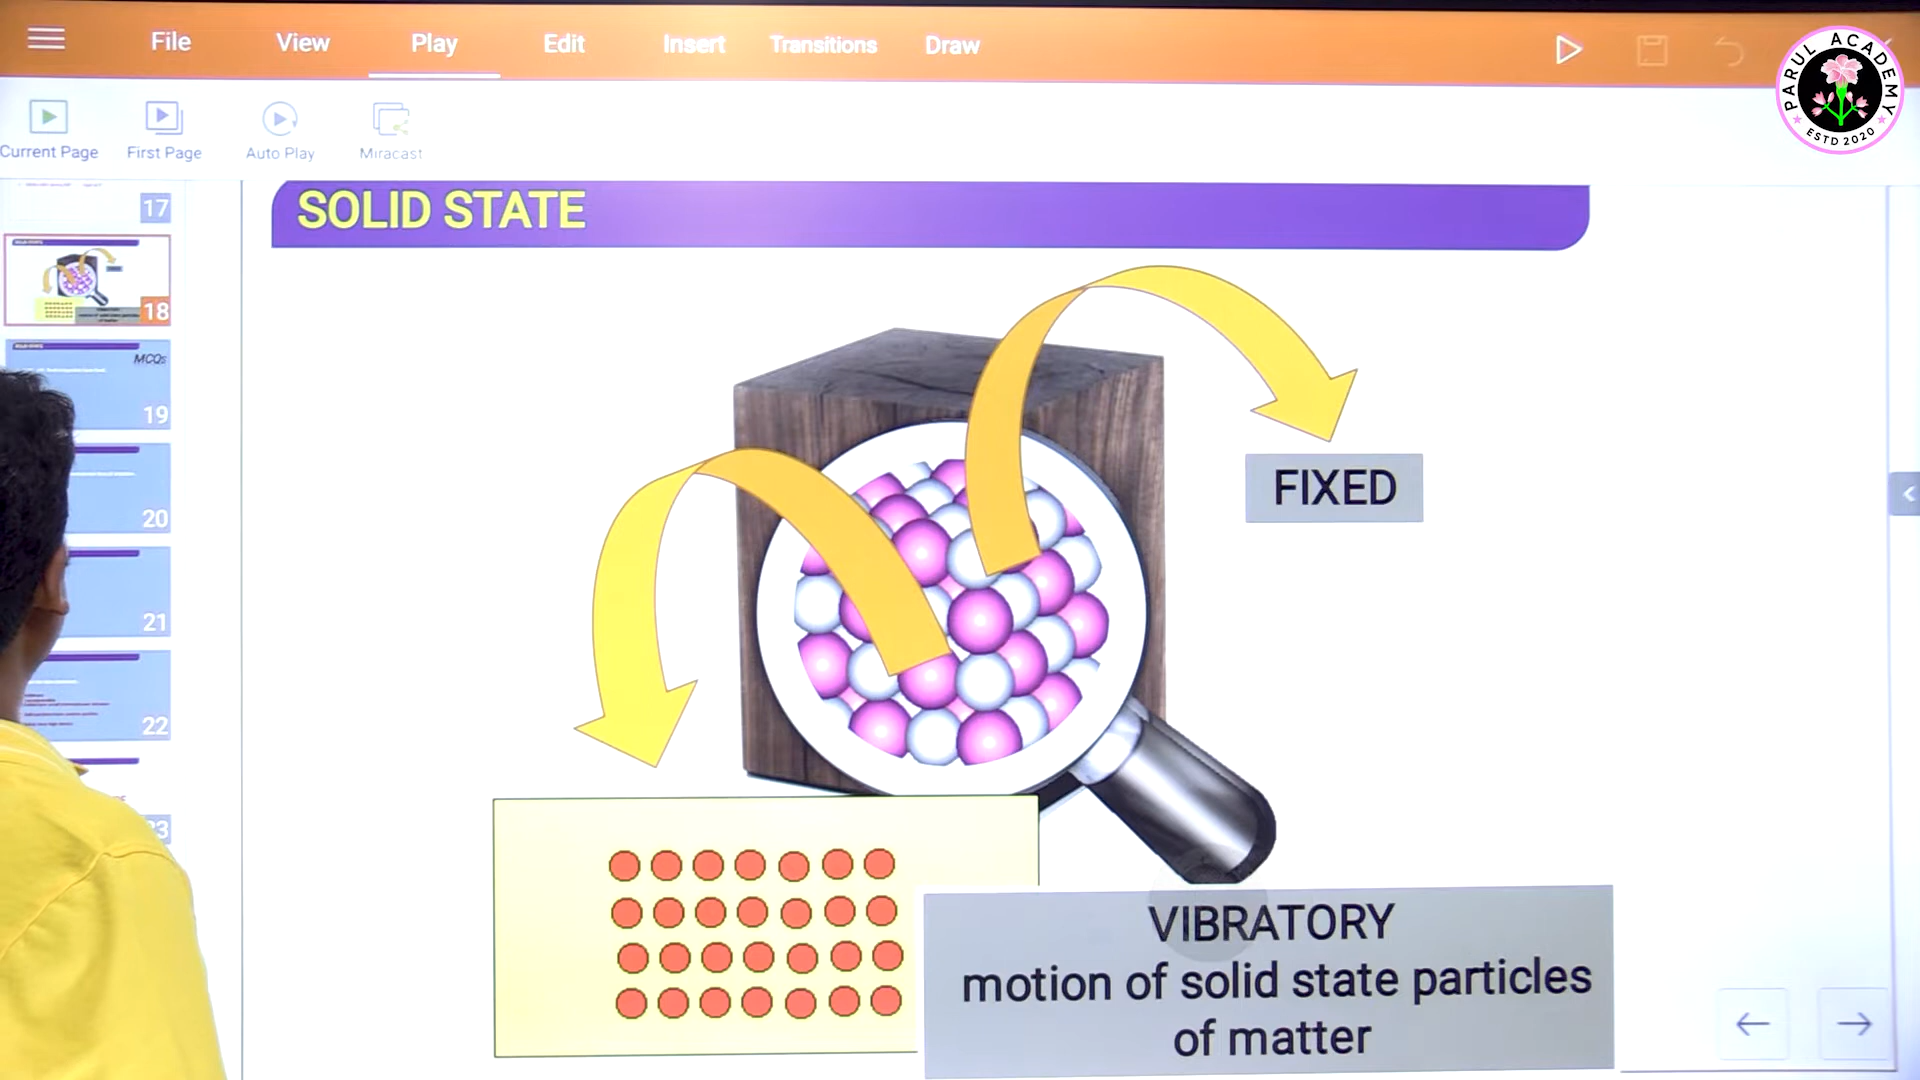 File View Play Edit Insert Transitions Draw
PARUL ACADEMY
ESTD 2020
Current Page First Page Auto Play Miracast
SOLID STATE
17
18
MCQs
19
20
21
22
23
FIXED
VIBRATORY
motion of solid state particles
of matter